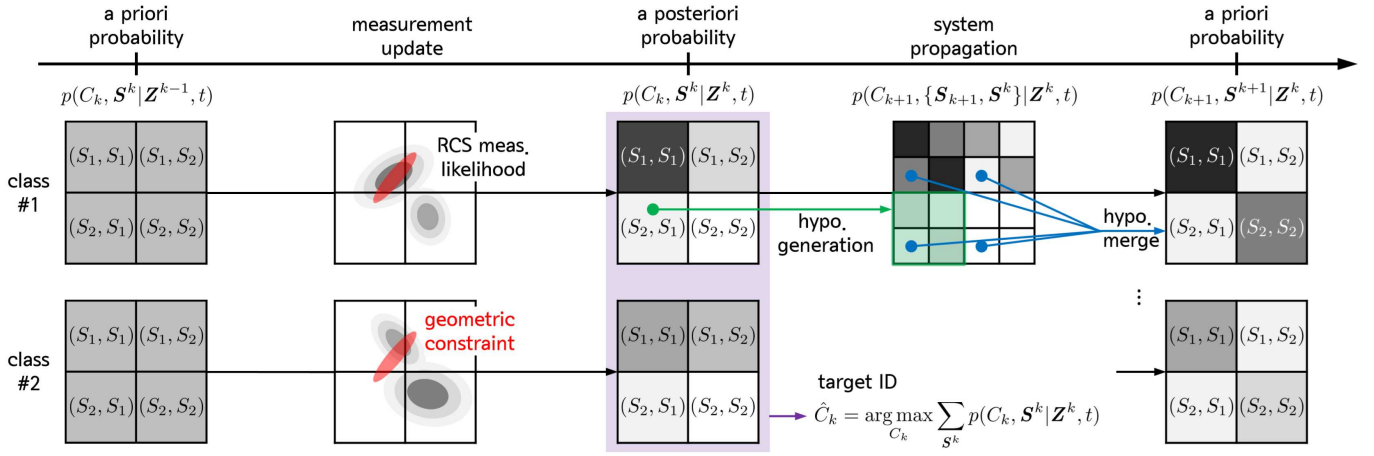 a priori
probability
measurement
update
a posteriori
probability
system
propagation
a priori
probability
p(C_k, S^k|Z^{k-1}, t)
p(C_k, S^k|Z^k, t)
p(C_{k+1}, {S_{k+1}, S^k}|Z^k, t)
p(C_{k+1}, S^{k+1}|Z^k, t)
class
#1
(S_1, S_1) (S_1, S_2)
(S_2, S_1) (S_2, S_2)
RCS meas.
likelihood
(S_1, S_1) (S_1, S_2)
(S_2, S_1) (S_2, S_2)
hypo.
generation
hypo.
merge
(S_1, S_1) (S_1, S_2)
(S_2, S_1) (S_2, S_2)
⋮
class
#2
(S_1, S_1) (S_1, S_2)
(S_2, S_1) (S_2, S_2)
geometric
constraint
(S_1, S_1) (S_1, S_2)
(S_2, S_1) (S_2, S_2)
target ID
Ĉ_k = arg max_{C_k} ∑_{S^k} p(C_k, S^k|Z^k, t)
(S_1, S_1) (S_1, S_2)
(S_2, S_1) (S_2, S_2)